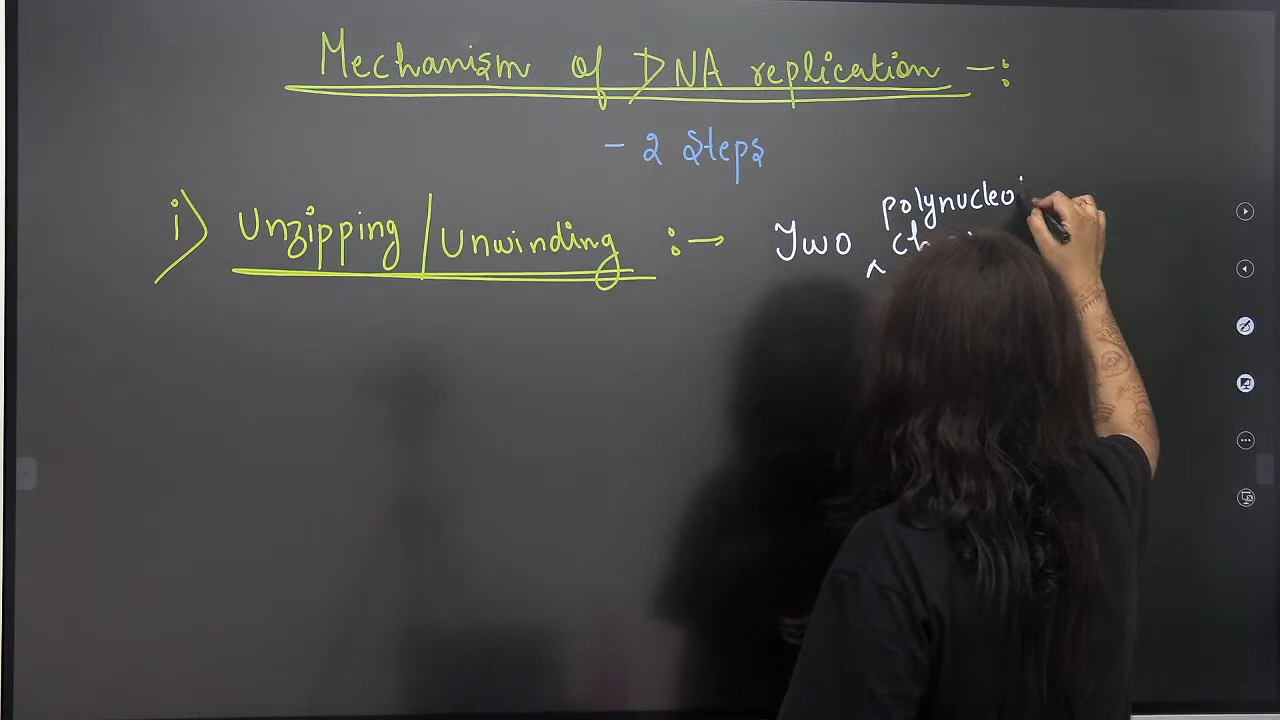 Mechanism of DNA replication -:
- 2 Steps
i) Unzipping / Unwinding :→ Two
polynucleo